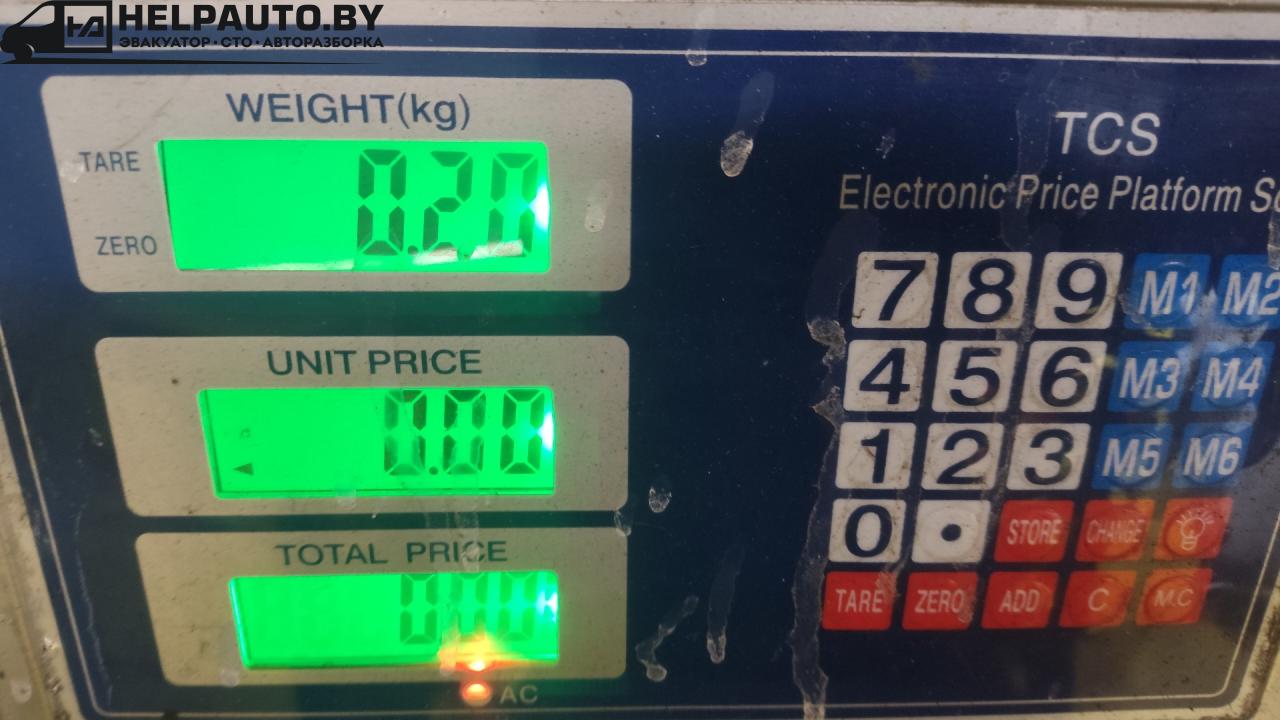 HELPAUTO.BY
ЭВАКУАТОР · СТО · АВТОРАЗБОРКА
WEIGHT(kg)
TARE
0.20
ZERO
UNIT PRICE
0.00
TOTAL PRICE
0.00
AC
TCS
Electronic Price Platform
7 8 9 M1 M2
4 5 6 M3 M4
1 2 3 M5 M6
0 • STORE CHANGE
TARE ZERO ADD C M.C